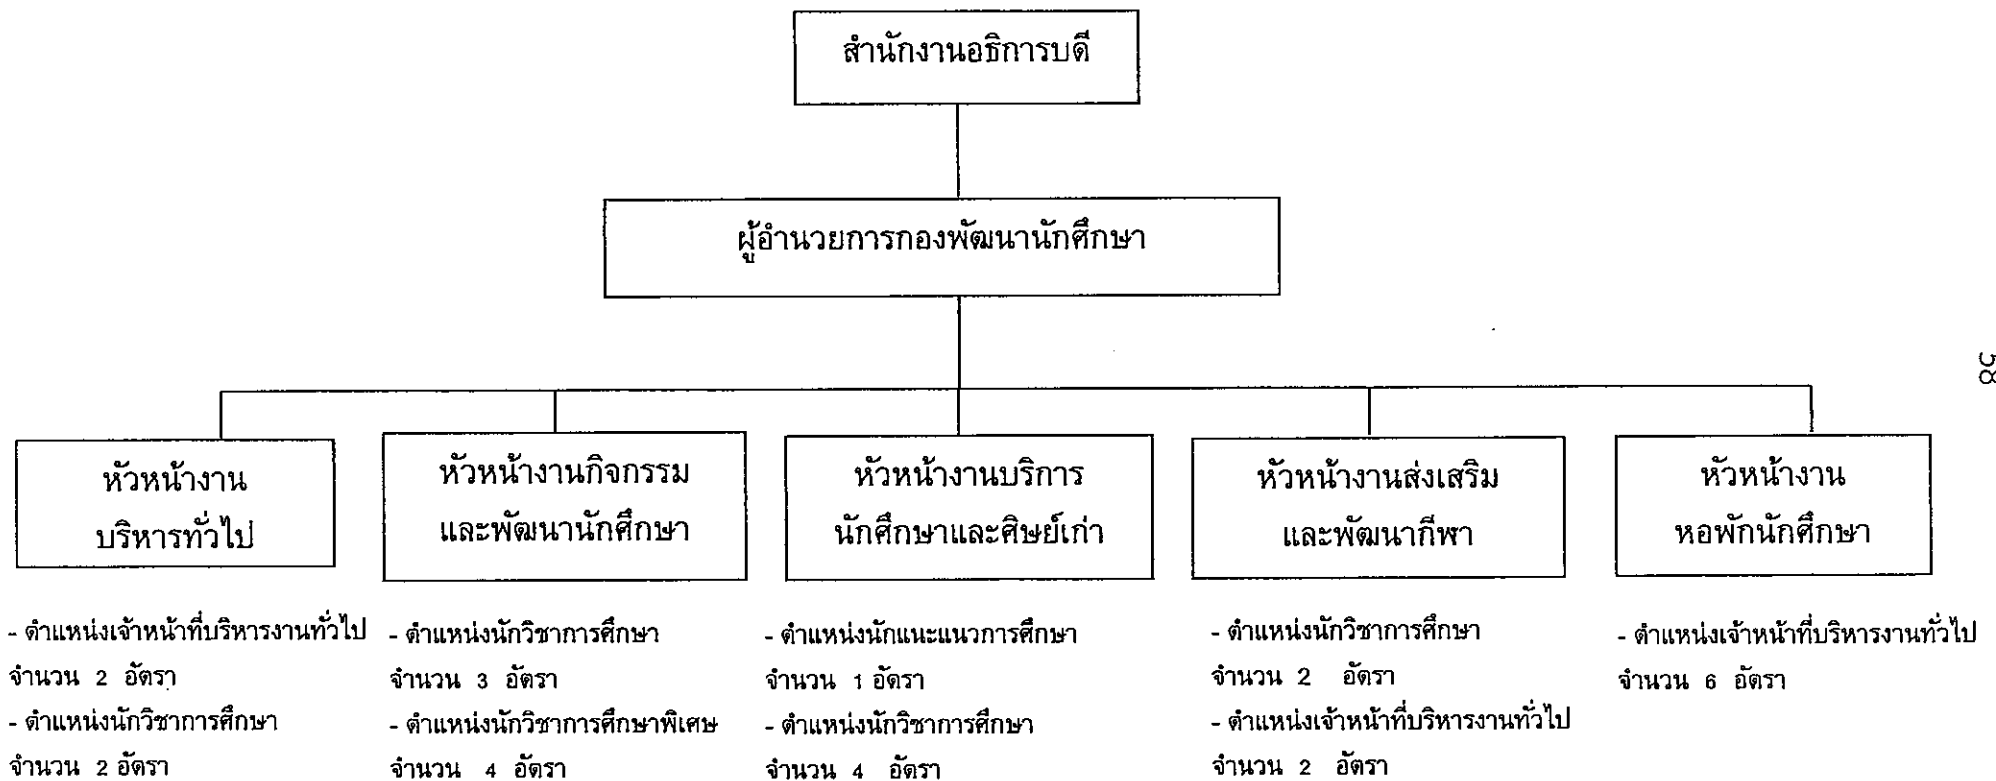 สำนักงานอธิการบดี
ผู้อำนวยการกองพัฒนานักศึกษา
หัวหน้างาน
บริหารทั่วไป
หัวหน้างานกิจกรรม
และพัฒนานักศึกษา
หัวหน้างานบริการ
นักศึกษาและศิษย์เก่า
หัวหน้างานส่งเสริม
และพัฒนากีฬา
หัวหน้างาน
หอพักนักศึกษา
- ตำแหน่งเจ้าหน้าที่บริหารงานทั่วไป
จำนวน 2 อัตรา
- ตำแหน่งนักวิชาการศึกษา
จำนวน 2 อัตรา
- ตำแหน่งนักวิชาการศึกษา
จำนวน 3 อัตรา
- ตำแหน่งนักวิชาการศึกษาพิเศษ
จำนวน 4 อัตรา
- ตำแหน่งนักแนะแนวการศึกษา
จำนวน 1 อัตรา
- ตำแหน่งนักวิชาการศึกษา
จำนวน 4 อัตรา
- ตำแหน่งนักวิชาการศึกษา
จำนวน 2 อัตรา
- ตำแหน่งเจ้าหน้าที่บริหารงานทั่วไป
จำนวน 2 อัตรา
- ตำแหน่งเจ้าหน้าที่บริหารงานทั่วไป
จำนวน 6 อัตรา